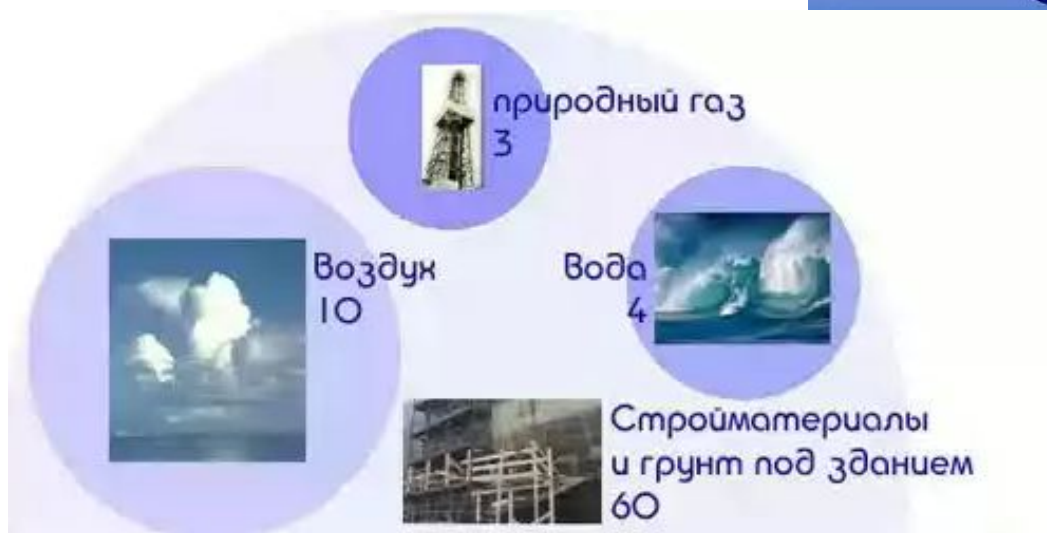 природный газ
3
воздух
10
вода
4
Стройматериалы
и грунт под зданием
60